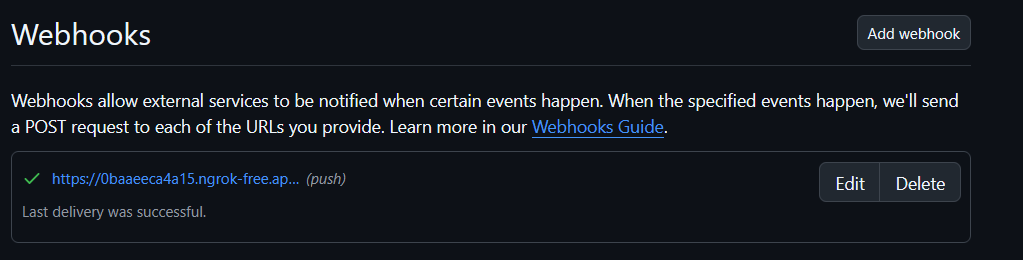 Webhooks
Add webhook
Webhooks allow external services to be notified when certain events happen. When the specified events happen, we'll send
a POST request to each of the URLs you provide. Learn more in our Webhooks Guide.
https://0baaeeca4a15.ngrok-free.ap... (push)
Edit
Delete
Last delivery was successful.